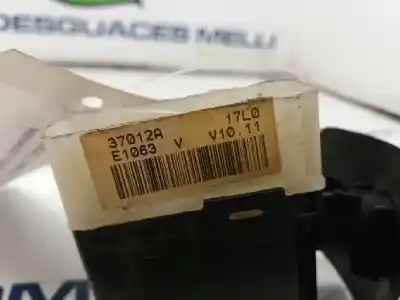 DESGUACES MELLI
37012A 17L0
E1063 V V10.11